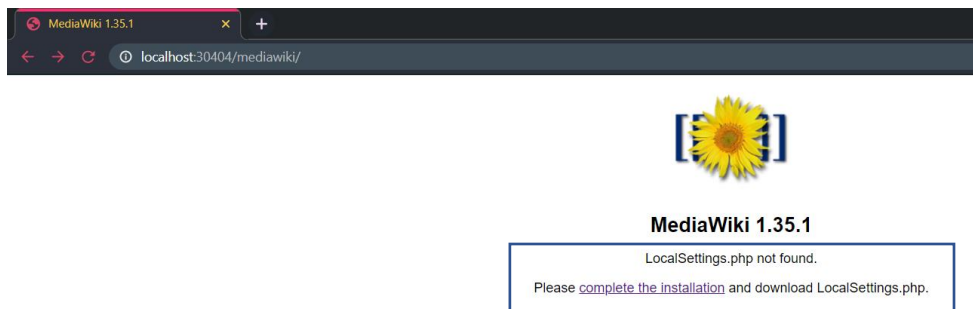 MediaWiki 1.35.1
localhost:30404/mediawiki/
MediaWiki 1.35.1
LocalSettings.php not found.
Please complete the installation and download LocalSettings.php.